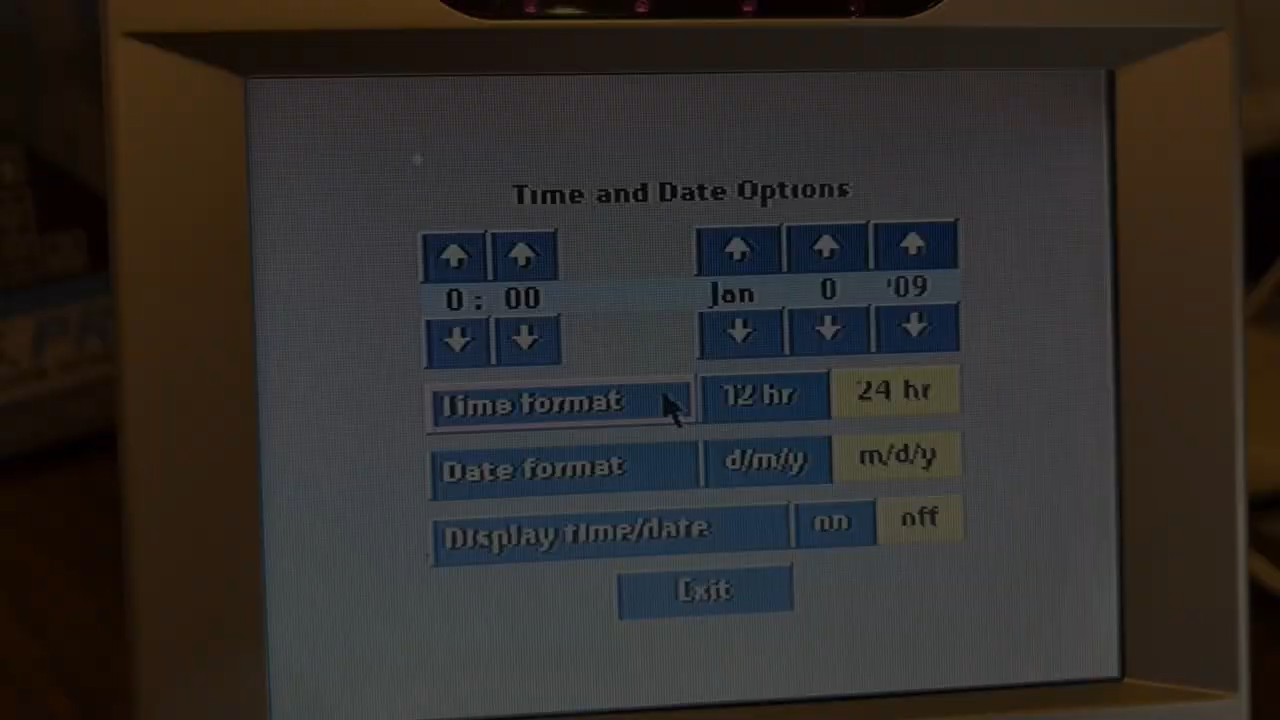 Time and Date Options
0 : 00 Jan 0 '09
Time format 12 hr 24 hr
Date format d/m/y m/d/y
Display time/date on off
Exit